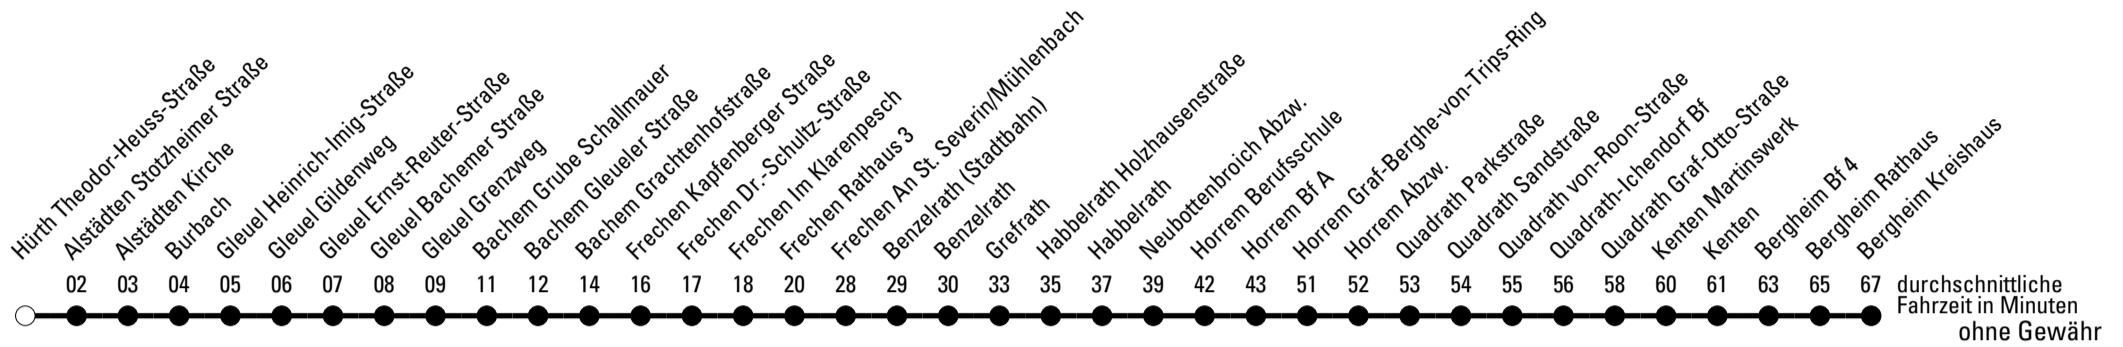 Hürth Theodor-Heuss-Straße
Alstädten Stotzheimer Straße
Alstädten Kirche
Burbach
Gleuel Heinrich-Imig-Straße
Gleuel Gildenweg
Gleuel Ernst-Reuter-Straße
Gleuel Bachemer Straße
Gleuel Grenzweg
Bachem Grube Schallmauer
Bachem Gleueler Straße
Bachem Grachtenhofstraße
Frechen Kapfenberger Straße
Frechen Dr.-Schultz-Straße
Frechen Im Klarenpesch
Frechen Rathaus 3
Frechen An St. Severin/Mühlenbach
Benzelrath (Stadtbahn)
Benzelrath
Grefrath
Habbelrath Holzhausenstraße
Habbelrath
Neubottenbroich Abzw.
Horrem Berufsschule
Horrem Bf A
Horrem Graf-Berghe-von-Trips-Ring
Horrem Abzw.
Quadrath Parkstraße
Quadrath Sandstraße
Quadrath von-Roon-Straße
Quadrath-Ichendorf Bf
Quadrath Graf-Otto-Straße
Kenten Martinswerk
Kenten
Bergheim Bf 4
Bergheim Rathaus
Bergheim Kreishaus
02 03 04 05 06 07 08 09 11 12 14 16 17 18 20 28 29 30 33 35 37 39 42 43 51 52 53 54 55 56 58 60 61 63 65 67
durchschnittliche
Fahrzeit in Minuten
ohne Gewähr